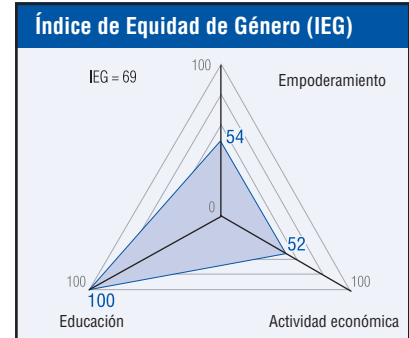 Índice de Equidad de Género (IEG)
IEG = 69
100
Empoderamiento
54
0
52
100
100
100
Educación
Actividad económica